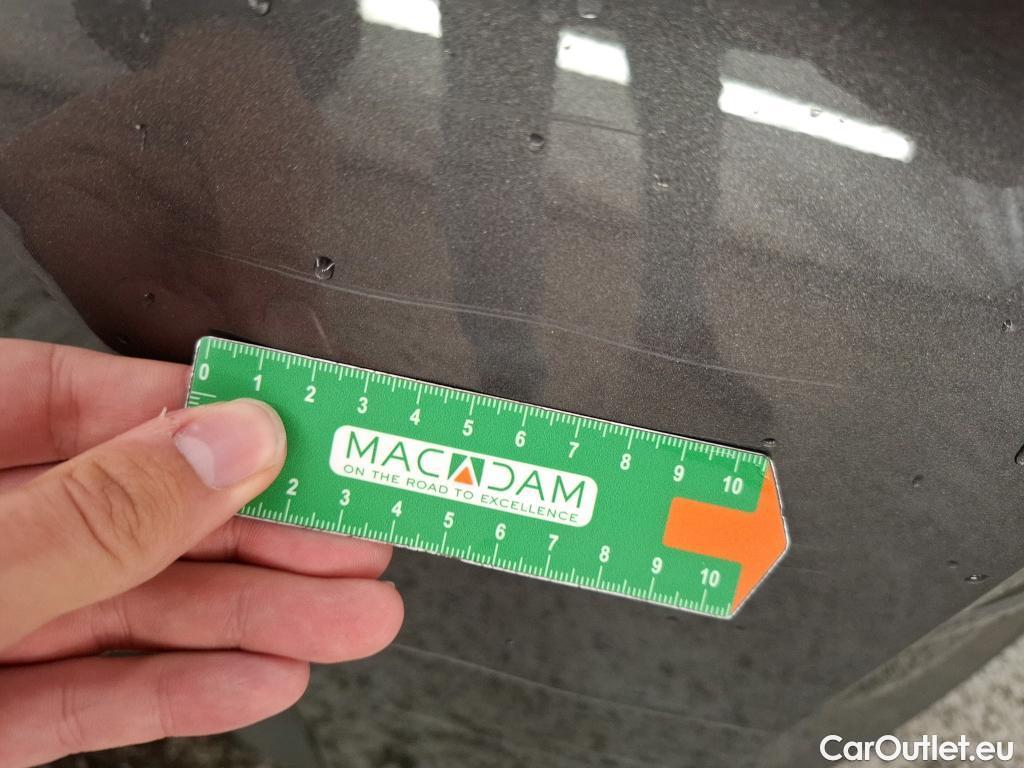 0 1 2 3 4 5 6 7 8 9 10
MACADAM
ON THE ROAD TO EXCELLENCE
2 3 4 5 6 7 8 9 10
CarOutlet.eu